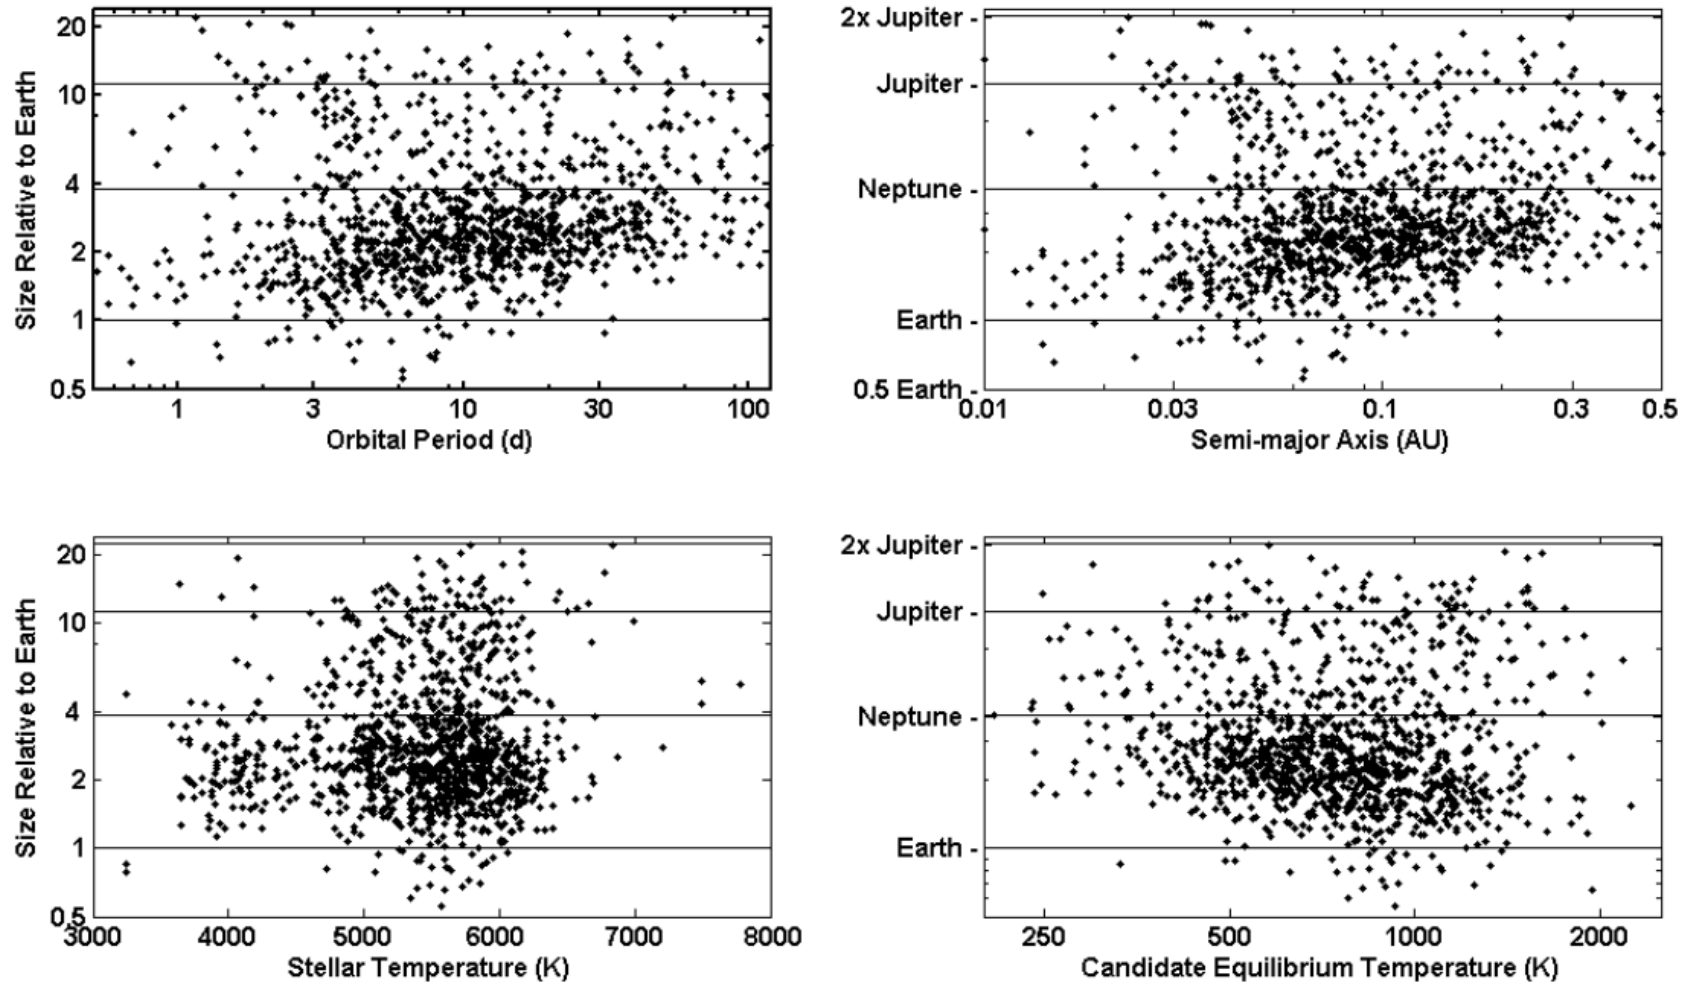 Size Relative to Earth
20
10
4
2
1
0.5
1
3
10
30
100
Orbital Period (d)
2x Jupiter -
Jupiter -
Neptune -
Earth -
0.5 Earth -
0.01
0.03
0.1
0.3
0.5
Semi-major Axis (AU)
Size Relative to Earth
20
10
4
2
1
0.5
3000
4000
5000
6000
7000
8000
Stellar Temperature (K)
2x Jupiter -
Jupiter -
Neptune -
Earth -
250
500
1000
2000
Candidate Equilibrium Temperature (K)